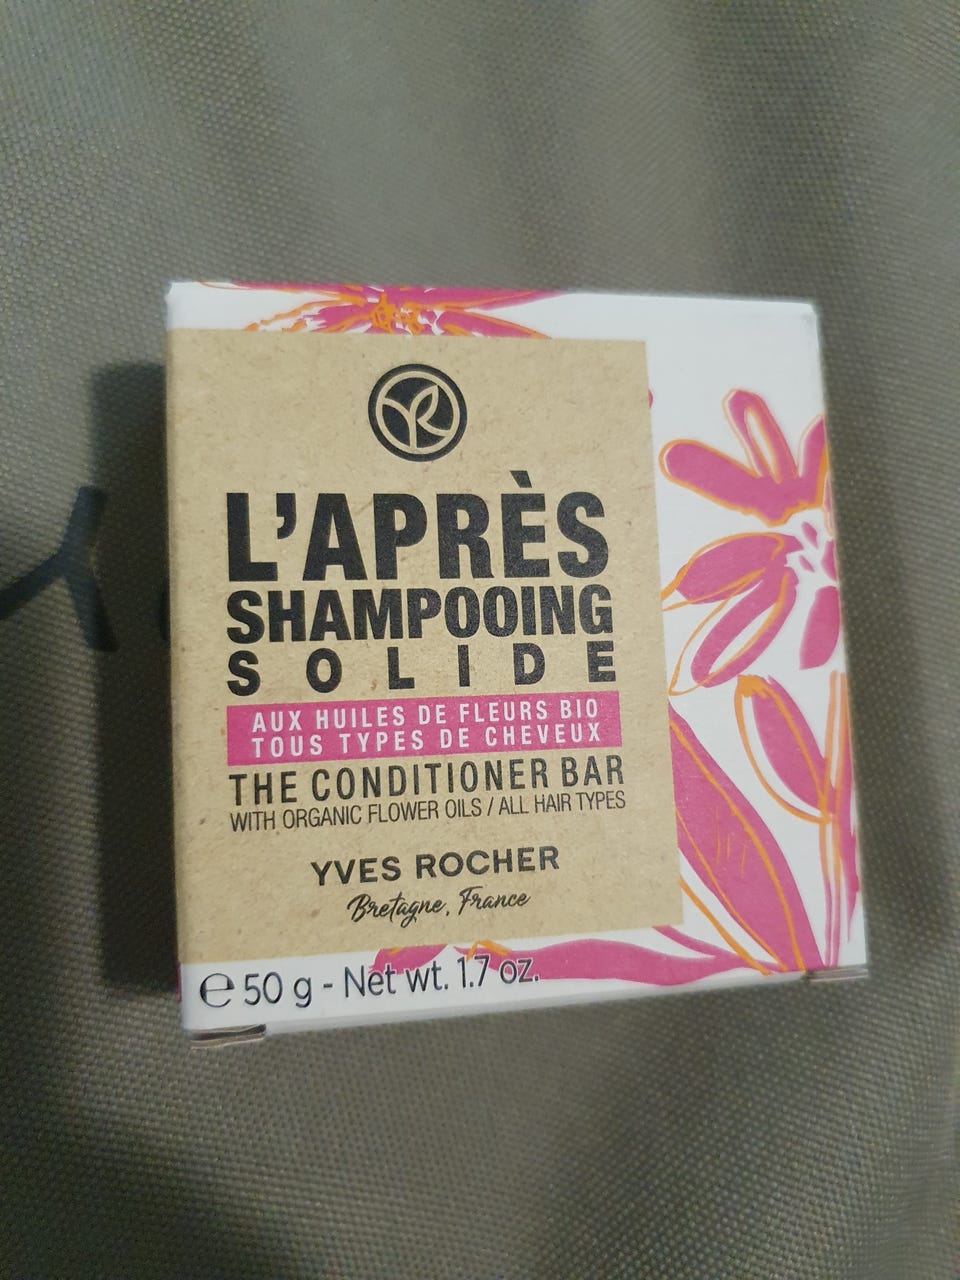 L'APRÈS
SHAMPOOING
SOLIDE
AUX HUILES DE FLEURS BIO
TOUS TYPES DE CHEVEUX
THE CONDITIONER BAR
WITH ORGANIC FLOWER OILS / ALL HAIR TYPES
YVES ROCHER
Bretagne, France
℮ 50 g - Net wt. 1.7 oz.